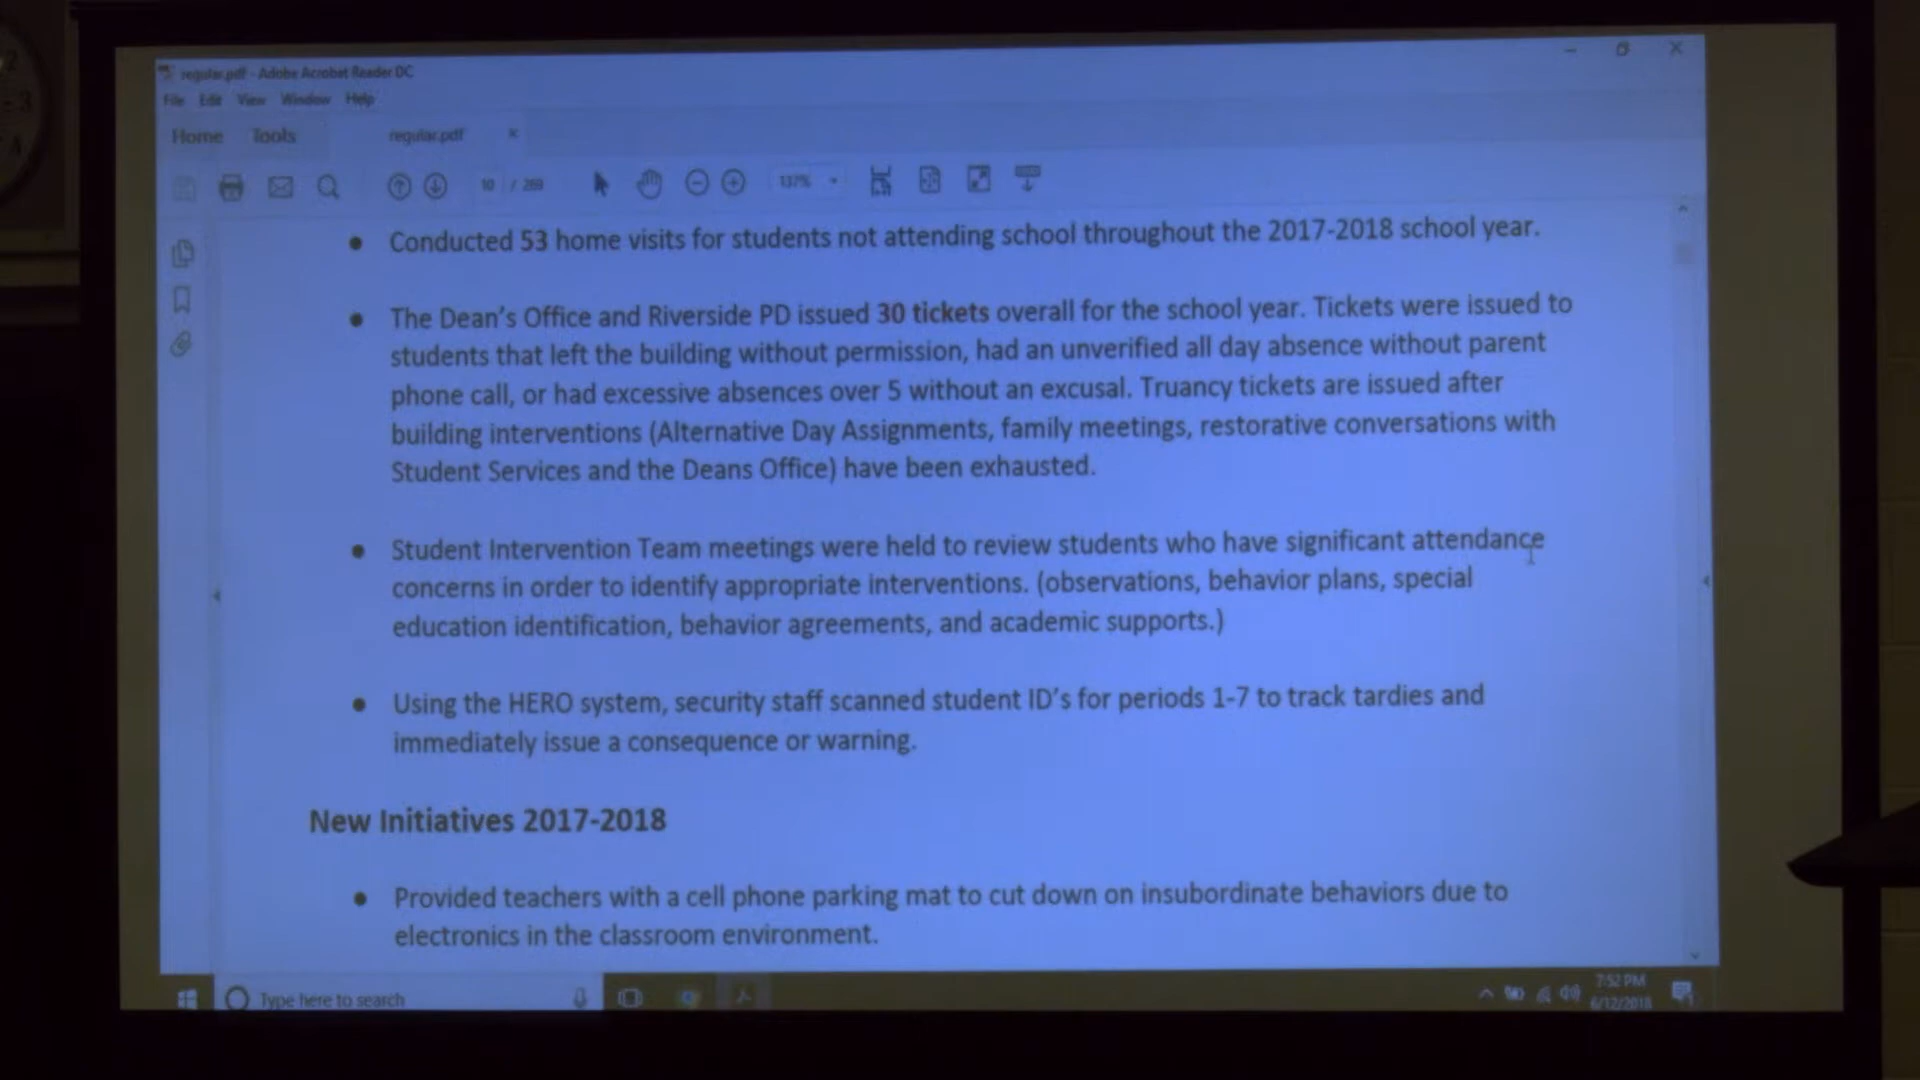 regular.pdf - Adobe Acrobat Reader DC
File Edit View Window Help
Home Tools regular.pdf ×
10 / 269 137%
• Conducted 53 home visits for students not attending school throughout the 2017-2018 school year.
• The Dean's Office and Riverside PD issued 30 tickets overall for the school year. Tickets were issued to
students that left the building without permission, had an unverified all day absence without parent
phone call, or had excessive absences over 5 without an excusal. Truancy tickets are issued after
building interventions (Alternative Day Assignments, family meetings, restorative conversations with
Student Services and the Deans Office) have been exhausted.
• Student Intervention Team meetings were held to review students who have significant attendance
concerns in order to identify appropriate interventions. (observations, behavior plans, special
education identification, behavior agreements, and academic supports.)
• Using the HERO system, security staff scanned student ID's for periods 1-7 to track tardies and
immediately issue a consequence or warning.
New Initiatives 2017-2018
• Provided teachers with a cell phone parking mat to cut down on insubordinate behaviors due to
electronics in the classroom environment.
Type here to search
7:52 PM
6/12/2018
2
3
4